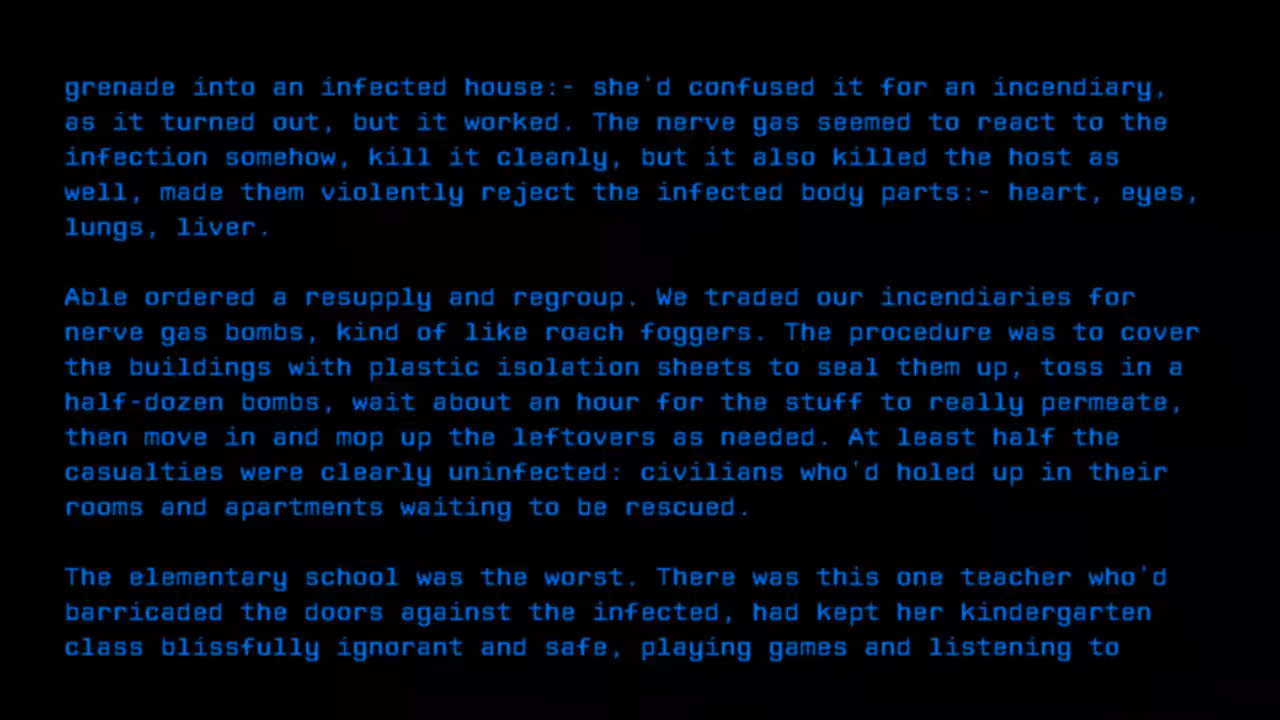 grenade into an infected house:- she'd confused it for an incendiary,
as it turned out, but it worked. The nerve gas seemed to react to the
infection somehow, kill it cleanly, but it also killed the host as
well, made them violently reject the infected body parts:- heart, eyes,
lungs, liver.
Able ordered a resupply and regroup. We traded our incendiaries for
nerve gas bombs, kind of like roach foggers. The procedure was to cover
the buildings with plastic isolation sheets to seal them up, toss in a
half-dozen bombs, wait about an hour for the stuff to really permeate,
then move in and mop up the leftovers as needed. At least half the
casualties were clearly uninfected: civilians who'd holed up in their
rooms and apartments waiting to be rescued.
The elementary school was the worst. There was this one teacher who'd
barricaded the doors against the infected, had kept her kindergarten
class blissfully ignorant and safe, playing games and listening to